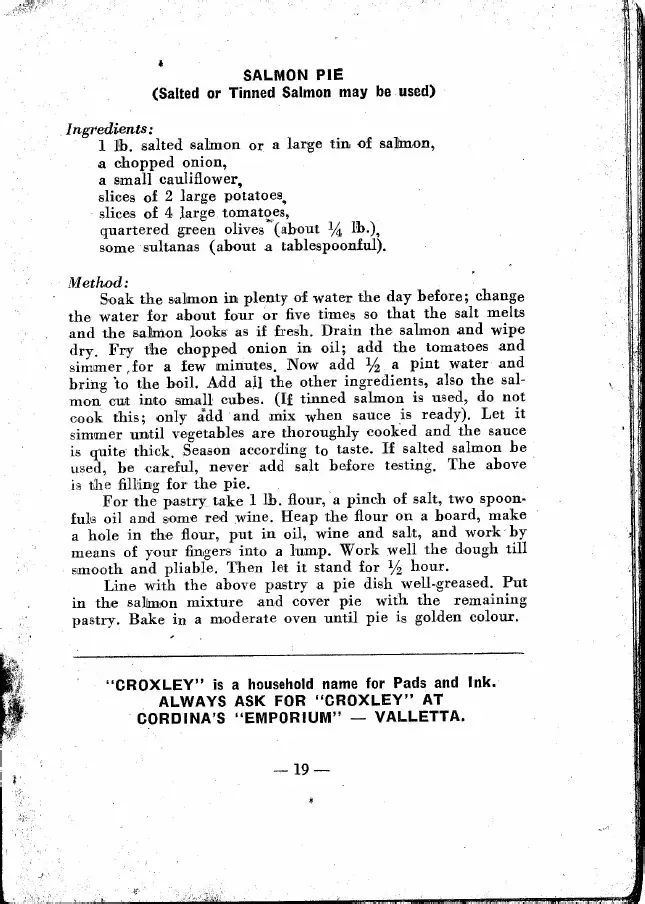 SALMON PIE
(Salted or Tinned Salmon may be used)
Ingredients:
1 lb. salted salmon or a large tin of salmon,
a chopped onion,
a small cauliflower,
slices of 2 large potatoes,
slices of 4 large tomatoes,
quartered green olives (about ¼ lb.),
some sultanas (about a tablespoonful).
Method:
Soak the salmon in plenty of water the day before; change
the water for about four or five times so that the salt melts
and the salmon looks as if fresh. Drain the salmon and wipe
dry. Fry the chopped onion in oil; add the tomatoes and
simmer for a few minutes. Now add ½ a pint water and
bring to the boil. Add all the other ingredients, also the sal-
mon cut into small cubes. (If tinned salmon is used, do not
cook this; only add and mix when sauce is ready). Let it
simmer until vegetables are thoroughly cooked and the sauce
is quite thick. Season according to taste. If salted salmon be
used, be careful, never add salt before testing. The above
is the filling for the pie.
For the pastry take 1 lb. flour, a pinch of salt, two spoon-
fuls oil and some red wine. Heap the flour on a board, make
a hole in the flour, put in oil, wine and salt, and work by
means of your fingers into a lump. Work well the dough till
smooth and pliable. Then let it stand for ½ hour.
Line with the above pastry a pie dish well-greased. Put
in the salmon mixture and cover pie with the remaining
pastry. Bake in a moderate oven until pie is golden colour.
"CROXLEY" is a household name for Pads and Ink.
ALWAYS ASK FOR "CROXLEY" AT
CORDINA'S "EMPORIUM" — VALLETTA.
— 19 —